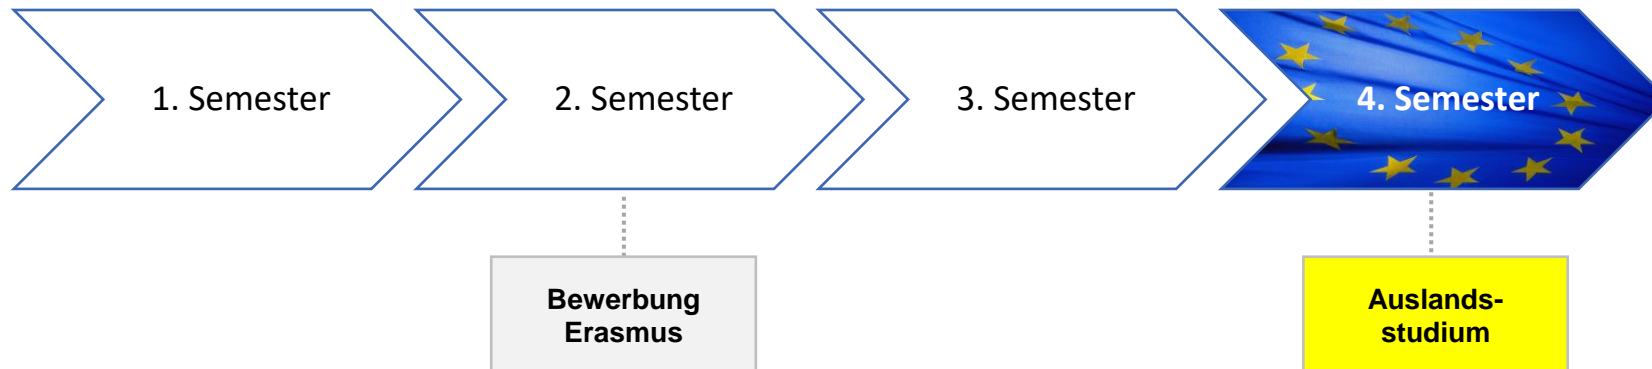 1. Semester
2. Semester
3. Semester
4. Semester
Bewerbung
Erasmus
Auslands-
studium